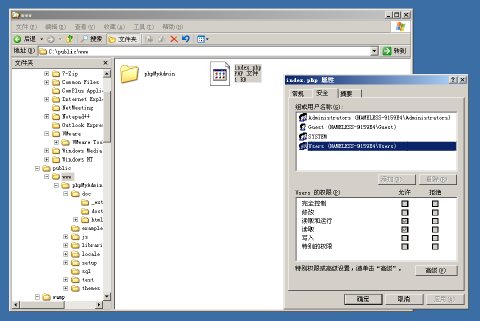 www
文件(F) 编辑(E) 查看(V) 收藏(A) 工具(T) 帮助(H)
后退 搜索 文件夹
地址(D) C:\public\www 转到
文件夹
7-Zip
Common Files
ComPlus Applic
Internet Explo
NetMeeting
Notepad++
Outlook Expres
VMware
VMware Too
Windows Media
Windows NT
public
www
phpMyAdmin
doc
_ext
doct
html
example
js
librari
locale
setup
sql
test
themes
wamp
phpMyAdmin
index.php
PHP 文件
1 KB
index.php 属性
常规 安全 摘要
组或用户名称(G):
Administrators (NAMELESS-9159E4\Administrators)
Guest (NAMELESS-9159E4\Guest)
SYSTEM
Users (NAMELESS-9159E4\Users)
添加(D)... 删除(R)
Users 的权限(P) 允许 拒绝
完全控制
修改
读取和运行
读取
写入
特别的权限
特别权限或高级设置，请单击“高级”。 高级(V)
确定 取消 应用(A)